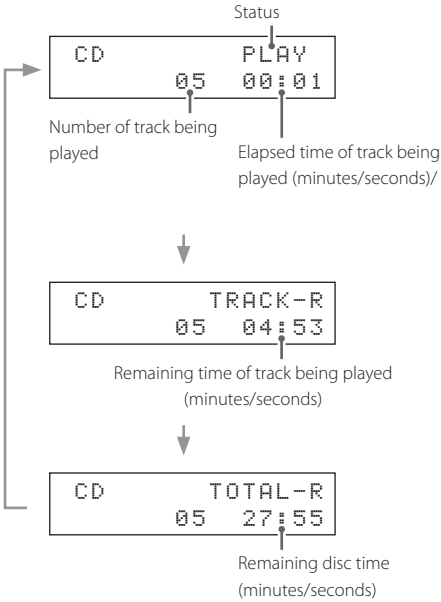 Status
CD PLAY
05 00:01
Number of track being
played
Elapsed time of track being
played (minutes/seconds)/
CD TRACK-R
05 04:53
Remaining time of track being played
(minutes/seconds)
CD TOTAL-R
05 27:55
Remaining disc time
(minutes/seconds)